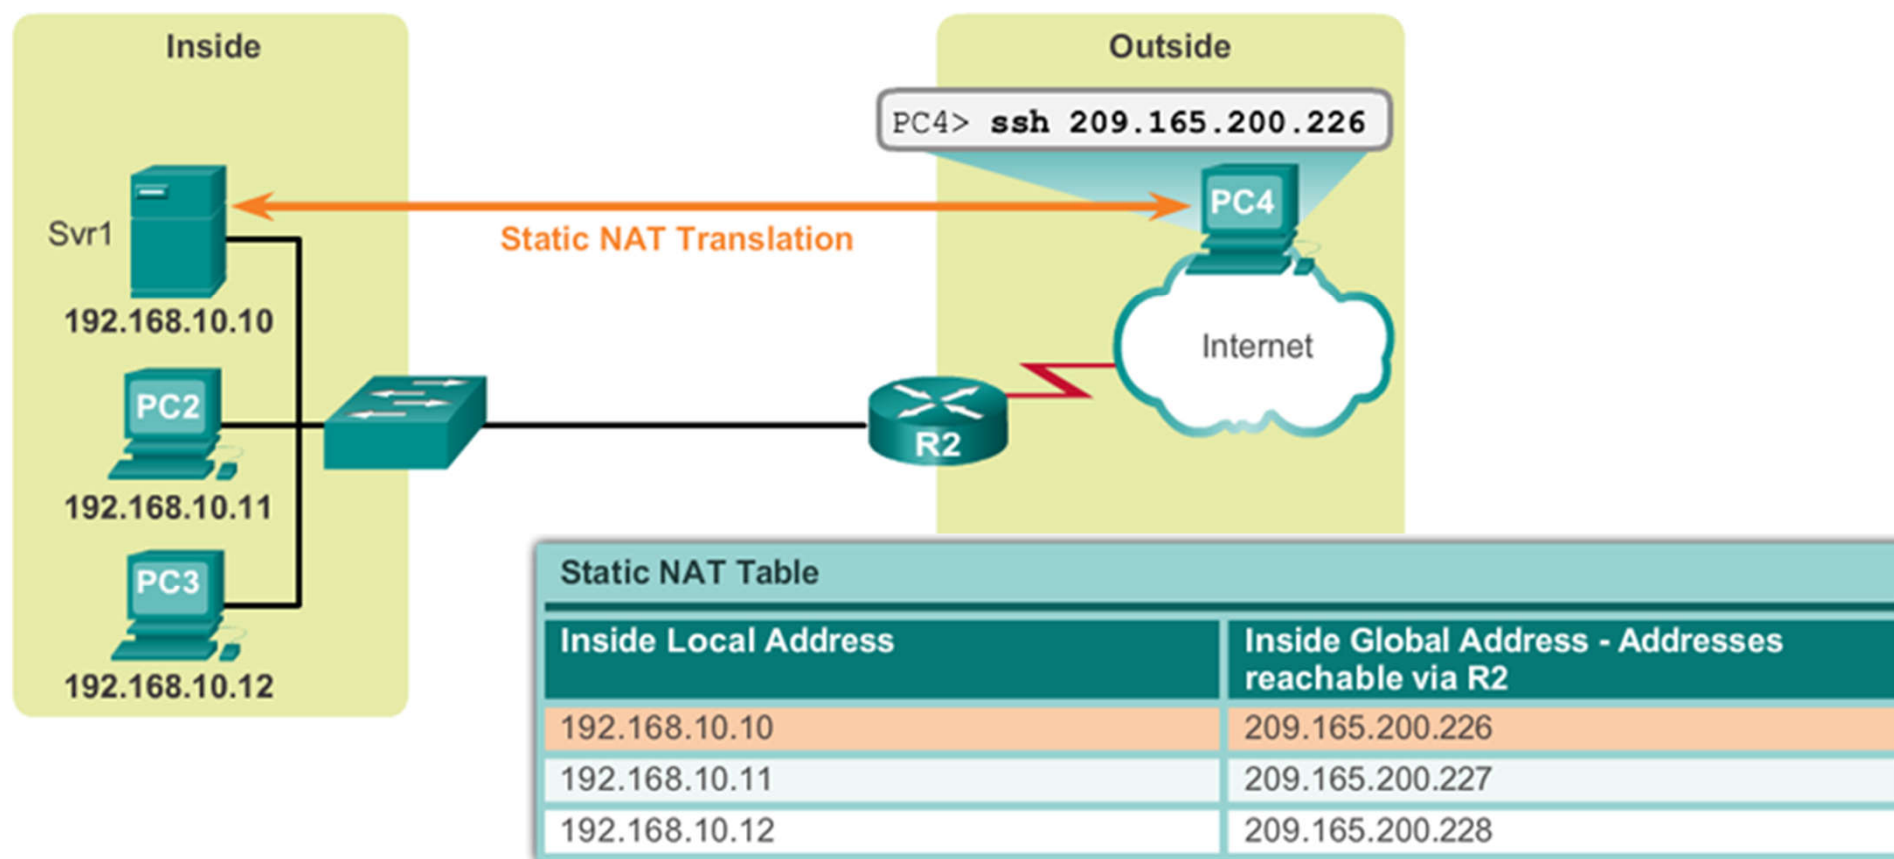 Inside
Outside
PC4> ssh 209.165.200.226
PC4
Svr1
Static NAT Translation
192.168.10.10
Internet
PC2
R2
192.168.10.11
PC3
192.168.10.12
Static NAT Table
Inside Local Address
Inside Global Address - Addresses
reachable via R2
192.168.10.10
209.165.200.226
192.168.10.11
209.165.200.227
192.168.10.12
209.165.200.228